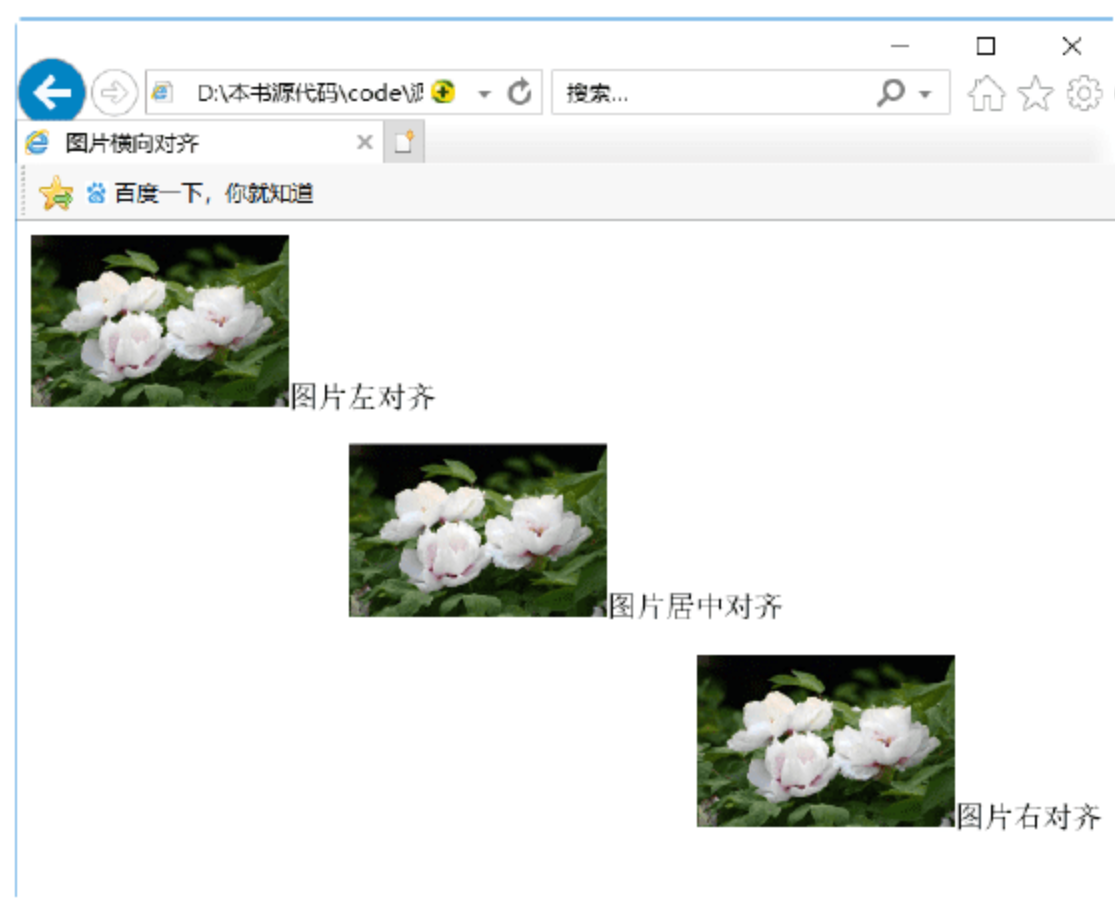 D:\本书源代码\code\
搜索...
图片横向对齐
百度一下，你就知道
图片左对齐
图片居中对齐
图片右对齐